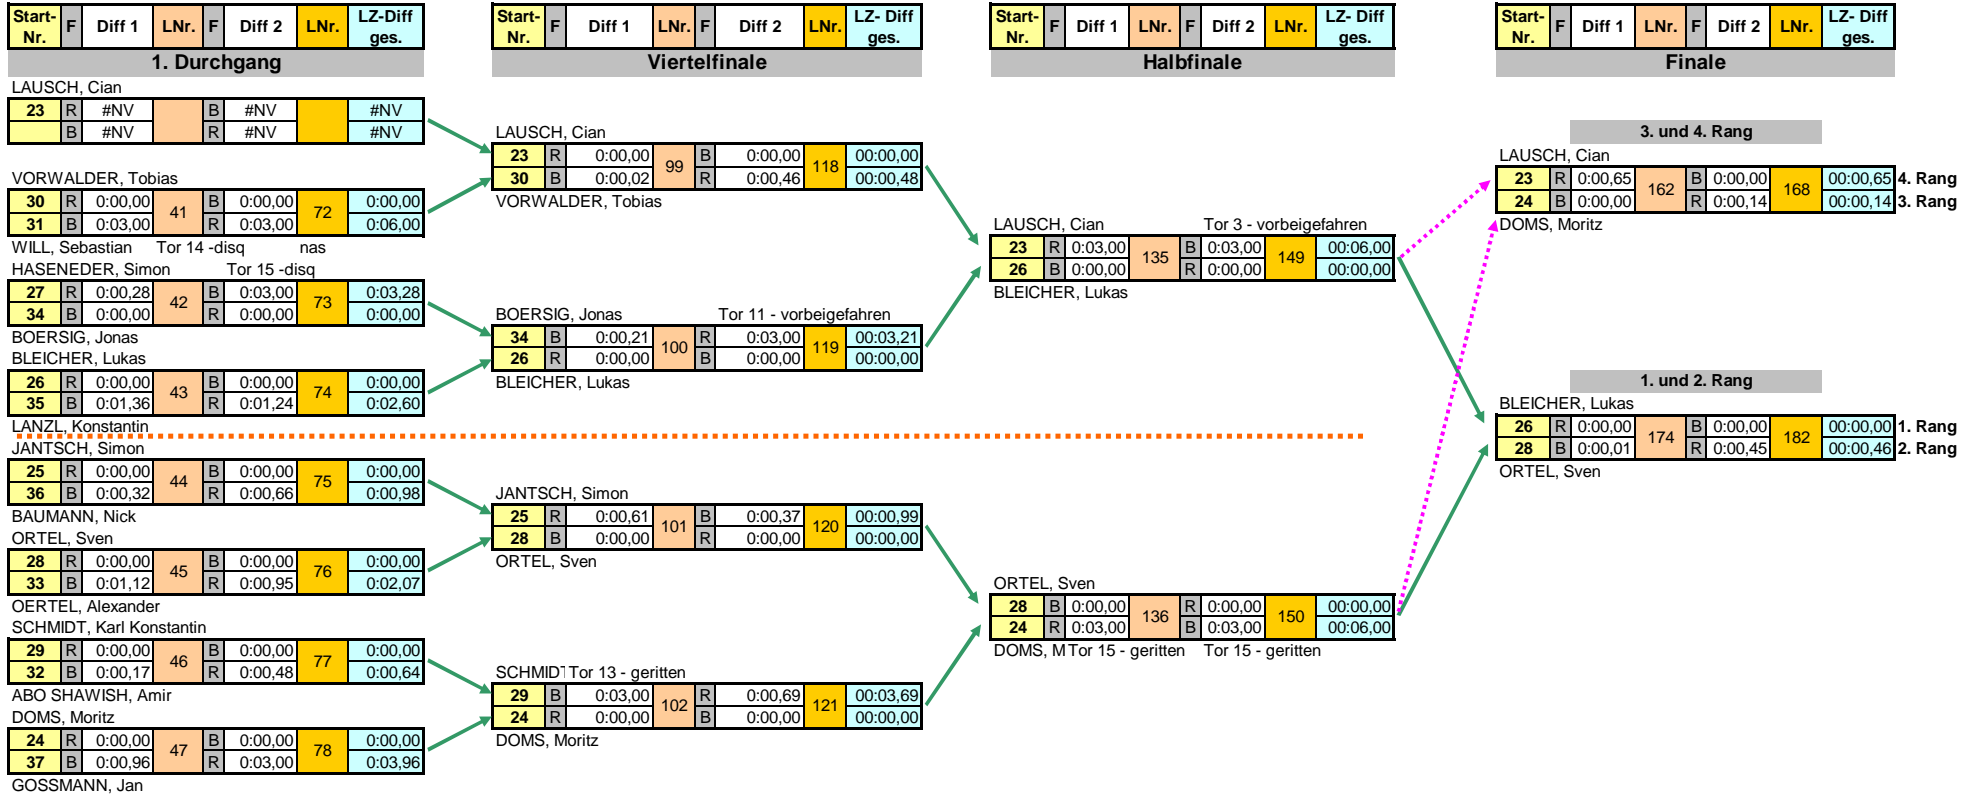 Start-Nr. F Diff 1 LNr. F Diff 2 LNr. LZ-Diff ges.
1. Durchgang
LAUSCH, Cian
23 R #NV B #NV #NV
B #NV R #NV #NV
VORWALDER, Tobias
30 R 0:00,00 41 B 0:00,00 72 0:00,00
31 B 0:03,00 R 0:03,00 0:06,00
WILL, Sebastian Tor 14 -disq nas
HASENEDER, Simon Tor 15 -disq
27 R 0:00,28 42 B 0:03,00 73 0:03,28
34 B 0:00,00 R 0:00,00 0:00,00
BOERSIG, Jonas
BLEICHER, Lukas
26 R 0:00,00 43 B 0:00,00 74 0:00,00
35 B 0:01,36 R 0:01,24 0:02,60
LANZL, Konstantin
JANTSCH, Simon
25 R 0:00,00 44 B 0:00,00 75 0:00,00
36 B 0:00,32 R 0:00,66 0:00,98
BAUMANN, Nick
ORTEL, Sven
28 R 0:00,00 45 B 0:00,00 76 0:00,00
33 B 0:01,12 R 0:00,95 0:02,07
OERTEL, Alexander
SCHMIDT, Karl Konstantin
29 R 0:00,00 46 B 0:00,00 77 0:00,00
32 B 0:00,17 R 0:00,48 0:00,64
ABO SHAWISH, Amir
DOMS, Moritz
24 R 0:00,00 47 B 0:00,00 78 0:00,00
37 B 0:00,96 R 0:03,00 0:03,96
GOSSMANN, Jan
Start-Nr. F Diff 1 LNr. F Diff 2 LNr. LZ- Diff ges.
Viertelfinale
LAUSCH, Cian
23 R 0:00,00 99 B 0:00,00 118 00:00,00
30 B 0:00,02 R 0:00,46 00:00,48
VORWALDER, Tobias
BOERSIG, Jonas Tor 11 - vorbeigefahren
34 B 0:00,21 100 R 0:03,00 119 00:03,21
26 R 0:00,00 B 0:00,00 00:00,00
BLEICHER, Lukas
JANTSCH, Simon
25 R 0:00,61 101 B 0:00,37 120 00:00,99
28 B 0:00,00 R 0:00,00 00:00,00
ORTEL, Sven
SCHMIDT Tor 13 - geritten
29 B 0:03,00 102 R 0:00,69 121 00:03,69
24 R 0:00,00 B 0:00,00 00:00,00
DOMS, Moritz
Start-Nr. F Diff 1 LNr. F Diff 2 LNr. LZ- Diff ges.
Halbfinale
LAUSCH, Cian Tor 3 - vorbeigefahren
23 R 0:03,00 135 B 0:03,00 149 00:06,00
26 B 0:00,00 R 0:00,00 00:00,00
BLEICHER, Lukas
ORTEL, Sven
28 B 0:00,00 136 R 0:00,00 150 00:00,00
24 R 0:03,00 B 0:03,00 00:06,00
DOMS, M Tor 15 - geritten Tor 15 - geritten
Start-Nr. F Diff 1 LNr. F Diff 2 LNr. LZ- Diff ges.
Finale
3. und 4. Rang
LAUSCH, Cian
23 R 0:00,65 162 B 0:00,00 168 00:00,65 4. Rang
24 B 0:00,00 R 0:00,14 00:00,14 3. Rang
DOMS, Moritz
1. und 2. Rang
BLEICHER, Lukas
26 R 0:00,00 174 B 0:00,00 182 00:00,00 1. Rang
28 B 0:00,01 R 0:00,45 00:00,46 2. Rang
ORTEL, Sven